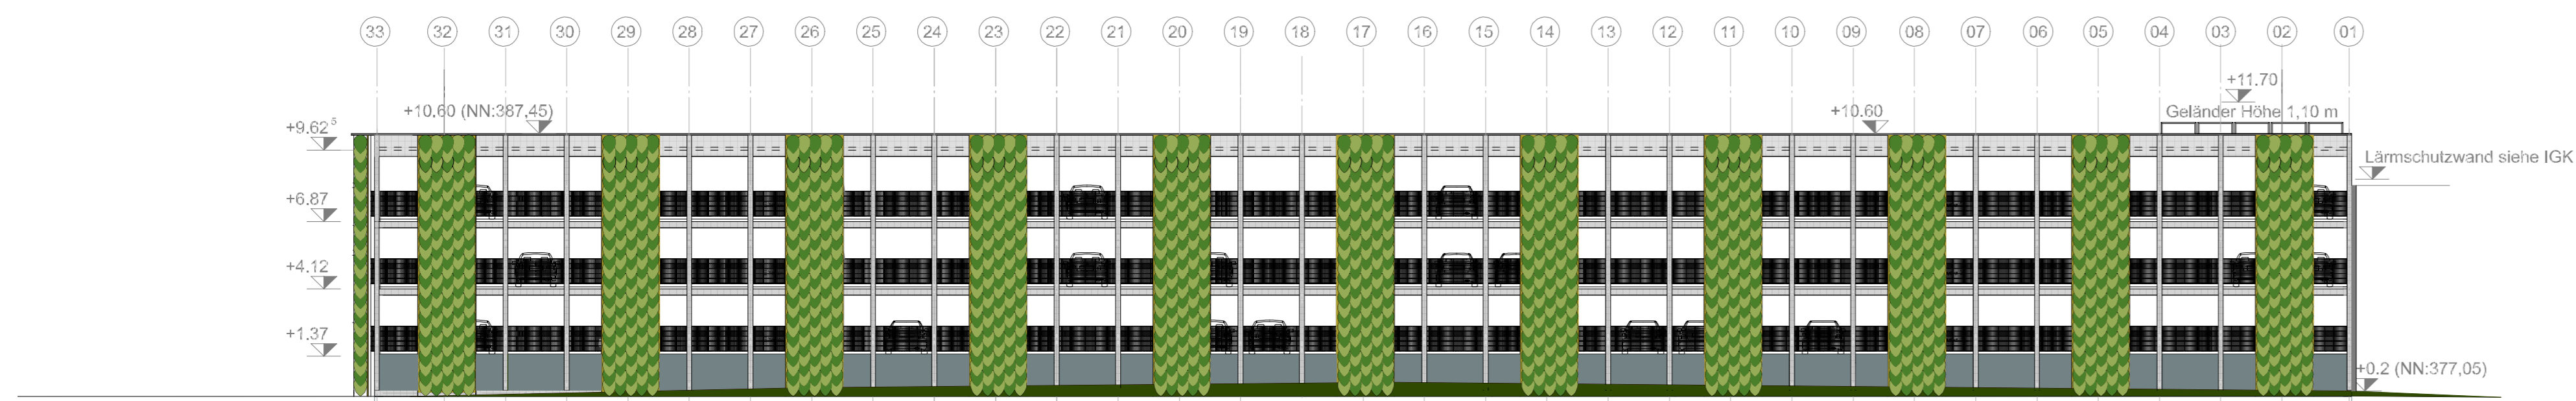 33 32 31 30 29 28 27 26 25 24 23 22 21 20 19 18 17 16 15 14 13 12 11 10 09 08 07 06 05 04 03 02 01
+11.70
+10.60 (NN:387,45) +10.60 Geländer Höhe 1,10 m
+9.62⁵
Lärmschutzwand siehe IGK
+6.87
+4.12
+1.37
+0.2 (NN:377,05)